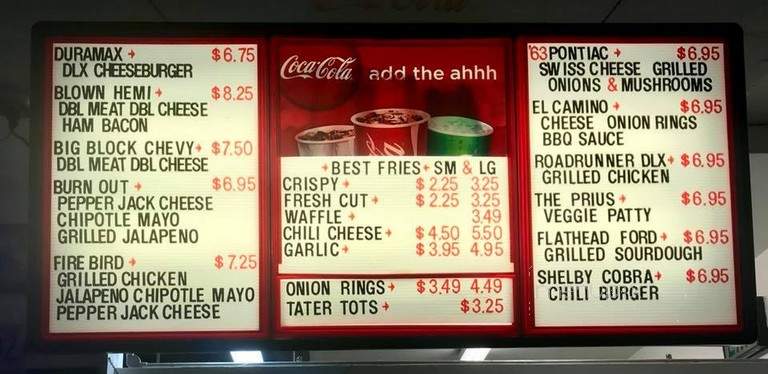 DURAMAX $6.75
DLX CHEESEBURGER
BLOWN HEMI $8.25
DBL MEAT DBL CHEESE
HAM BACON
BIG BLOCK CHEVY $7.50
DBL MEAT DBL CHEESE
BURN OUT $6.95
PEPPER JACK CHEESE
CHIPOTLE MAYO
GRILLED JALAPENO
FIRE BIRD $7.25
GRILLED CHICKEN
JALAPENO CHIPOTLE MAYO
PEPPER JACK CHEESE
Coca-Cola add the ahhh
BEST FRIES SM & LG
CRISPY $2.25 3.25
FRESH CUT $2.25 3.25
WAFFLE 3.49
CHILI CHEESE $4.50 5.50
GARLIC $3.95 4.95
ONION RINGS $3.49 4.49
TATER TOTS $3.25
'63 PONTIAC $6.95
SWISS CHEESE GRILLED
ONIONS & MUSHROOMS
EL CAMINO $6.95
CHEESE ONION RINGS
BBQ SAUCE
ROADRUNNER DLX $6.95
GRILLED CHICKEN
THE PRIUS $6.95
VEGGIE PATTY
FLATHEAD FORD $6.95
GRILLED SOURDOUGH
SHELBY COBRA $6.95
CHILI BURGER